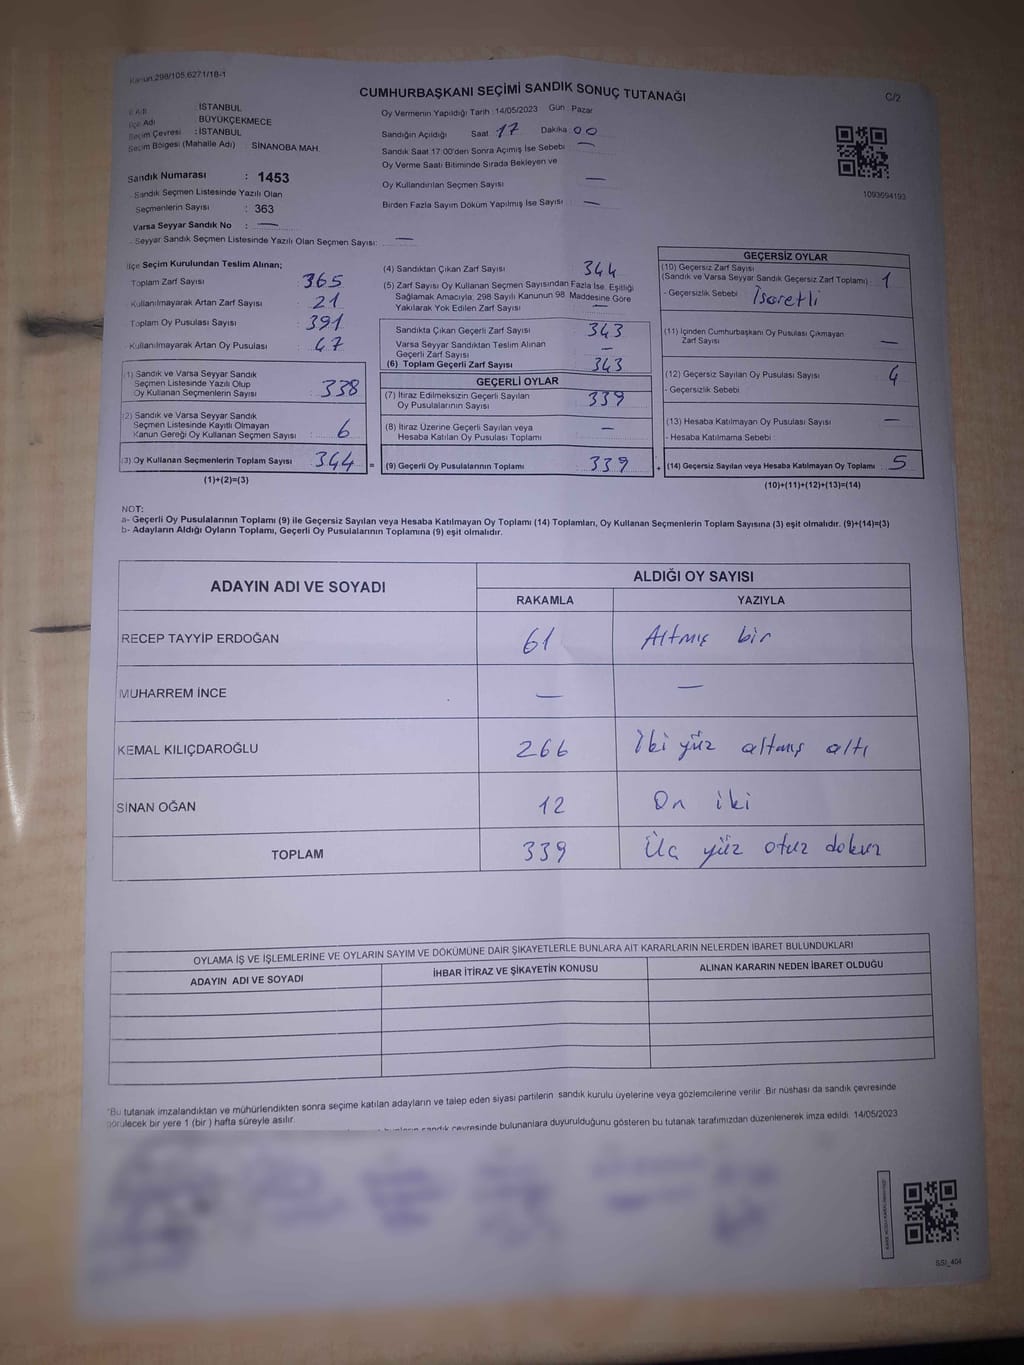 Kanun 298/105,6271/18-1
CUMHURBAŞKANI SEÇİMİ SANDIK SONUÇ TUTANAĞI
C/2
İl Adı : İSTANBUL
İlçe Adı : BÜYÜKÇEKMECE
Seçim Çevresi : İSTANBUL
Seçim Bölgesi (Mahalle Adı) : SİNANOBA MAH.
Sandık Numarası : 1453
- Sandık Seçmen Listesinde Yazılı Olan
Seçmenlerin Sayısı : 363
Varsa Seyyar Sandık No : —
- Seyyar Sandık Seçmen Listesinde Yazılı Olan Seçmen Sayısı: —
Oy Vermenin Yapıldığı Tarih : 14/05/2023 Gün : Pazar
Sandığın Açıldığı Saat 17 Dakika 00
Sandık Saat 17:00'den Sonra Açımış İse Sebebi —
Oy Verme Saati Bitiminde Sırada Bekleyen ve
Oy Kullandırılan Seçmen Sayısı —
Birden Fazla Sayım Döküm Yapılmış İse Sayısı : —
1093694193
İlçe Seçim Kurulundan Teslim Alınan;
Toplam Zarf Sayısı : 365
Kullanılmayarak Artan Zarf Sayısı : 21
Toplam Oy Pusulası Sayısı : 391
Kullanılmayarak Artan Oy Pusulası : 47
(1) Sandık ve Varsa Seyyar Sandık
Seçmen Listesinde Yazılı Olup
Oy Kullanan Seçmenlerin Sayısı : 338
(2) Sandık ve Varsa Seyyar Sandık
Seçmen Listesinde Kayıtlı Olmayan
Kanun Gereği Oy Kullanan Seçmen Sayısı : 6
(3) Oy Kullanan Seçmenlerin Toplam Sayısı : 344 =
(1)+(2)=(3)
(4) Sandıktan Çıkan Zarf Sayısı : 344
(5) Zarf Sayısı Oy Kullanan Seçmen Sayısından Fazla İse, Eşitliği
Sağlamak Amacıyla; 298 Sayılı Kanunun 98. Maddesine Göre
Yakılarak Yok Edilen Zarf Sayısı : —
Sandıkta Çıkan Geçerli Zarf Sayısı : 343
Varsa Seyyar Sandıktan Teslim Alınan
Geçerli Zarf Sayısı : —
(6) Toplam Geçerli Zarf Sayısı : 343
GEÇERLİ OYLAR
(7) İtiraz Edilmeksizin Geçerli Sayılan
Oy Pusulalarının Sayısı : 339
(8) İtiraz Üzerine Geçerli Sayılan veya
Hesaba Katılan Oy Pusulası Toplamı : —
(9) Geçerli Oy Pusulalarının Toplamı : 339 +
GEÇERSİZ OYLAR
(10) Geçersiz Zarf Sayısı
(Sandık ve Varsa Seyyar Sandık Geçersiz Zarf Toplamı) : 1
- Geçersizlik Sebebi : İsaretli
(11) İçinden Cumhurbaşkanı Oy Pusulası Çıkmayan
Zarf Sayısı : —
(12) Geçersiz Sayılan Oy Pusulası Sayısı : 4
- Geçersizlik Sebebi :
(13) Hesaba Katılmayan Oy Pusulası Sayısı : —
- Hesaba Katılmama Sebebi :
(14) Geçersiz Sayılan veya Hesaba Katılmayan Oy Toplamı : 5
(10)+(11)+(12)+(13)=(14)
NOT:
a- Geçerli Oy Pusulalarının Toplamı (9) ile Geçersiz Sayılan veya Hesaba Katılmayan Oy Toplamı (14) Toplamları, Oy Kullanan Seçmenlerin Toplam Sayısına (3) eşit olmalıdır. (9)+(14)=(3)
b- Adayların Aldığı Oyların Toplamı, Geçerli Oy Pusulalarının Toplamına (9) eşit olmalıdır.
ADAYIN ADI VE SOYADI
ALDIĞI OY SAYISI
RAKAMLA YAZIYLA
RECEP TAYYİP ERDOĞAN 61 Altmış bir
MUHARREM İNCE — —
KEMAL KILIÇDAROĞLU 266 İki yüz altmış altı
SİNAN OĞAN 12 On iki
TOPLAM 339 Üç yüz otuz dokuz
OYLAMA İŞ VE İŞLEMLERİNE VE OYLARIN SAYIM VE DÖKÜMÜNE DAİR ŞİKAYETLERLE BUNLARA AİT KARARLARIN NELERDEN İBARET BULUNDUKLARI
ADAYIN ADI VE SOYADI İHBAR İTİRAZ VE ŞİKAYETİN KONUSU ALINAN KARARIN NEDEN İBARET OLDUĞU
*Bu tutanak imzalandıktan ve mühürlendikten sonra seçime katılan adayların ve talep eden siyasi partilerin sandık kurulu üyelerine veya gözlemcilerine verilir. Bir nüshası da sandık çevresinde
görülecek bir yere 1 (bir) hafta süreyle asılır.
sandık çevresinde bulunanlara duyurulduğunu gösteren bu tutanak tarafımızdan düzenlenerek imza edildi. 14/05/2023
SSI_404